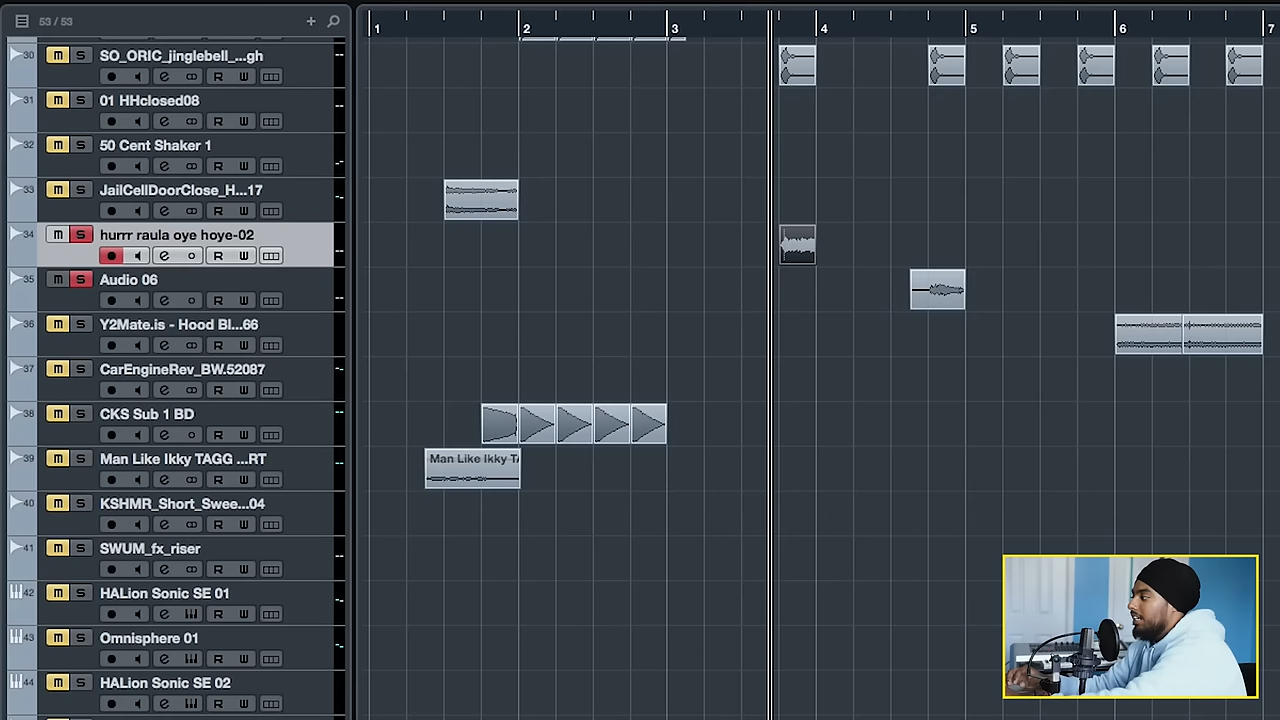 53 / 53 +
1 2 3 4 5 6 7
30 m S SO_ORIC_jinglebell_...gh
R W
31 m S 01 HHclosed08
R W
32 m S 50 Cent Shaker 1
R W
33 m S JailCellDoorClose_H...17
R W
34 m S hurrr raula oye hoye-02
R W
35 m S Audio 06
R W
36 m S Y2Mate.is - Hood Bl...66
R W
37 m S CarEngineRev_BW.52087
R W
38 m S CKS Sub 1 BD
R W
39 m S Man Like Ikky TAGG ...RT
Man Like Ikky TA
R W
40 m S KSHMR_Short_Swee...04
R W
41 m S SWUM_fx_riser
R W
42 m S HALion Sonic SE 01
R W
43 m S Omnisphere 01
R W
44 m S HALion Sonic SE 02
R W